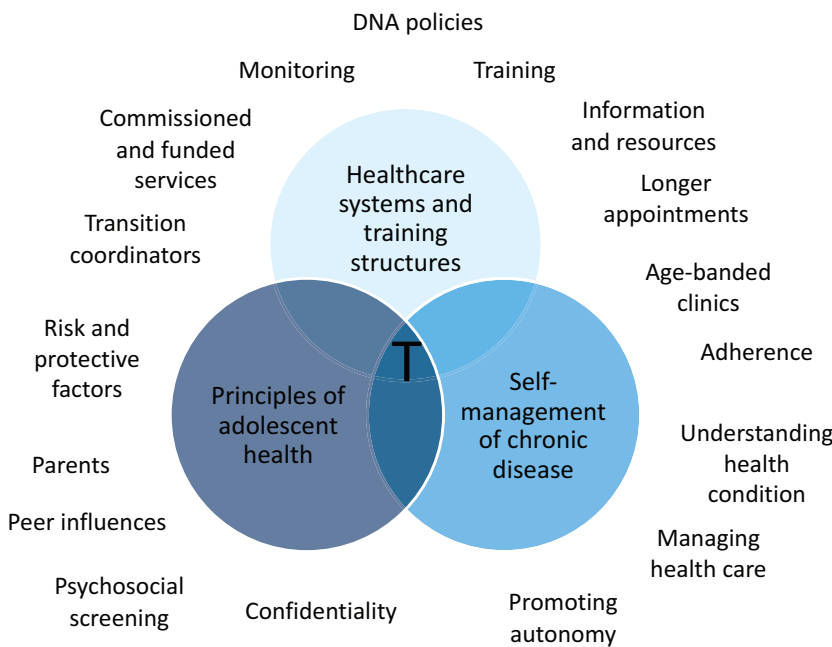 DNA policies
Monitoring
Training
Commissioned
and funded
services
Information
and resources
Healthcare
systems and
training
structures
Longer
appointments
Transition
coordinators
Age-banded
clinics
Risk and
protective
factors
T
Adherence
Principles of
adolescent
health
Self-
management
of chronic
disease
Understanding
health
condition
Parents
Peer influences
Managing
health care
Psychosocial
screening
Confidentiality
Promoting
autonomy